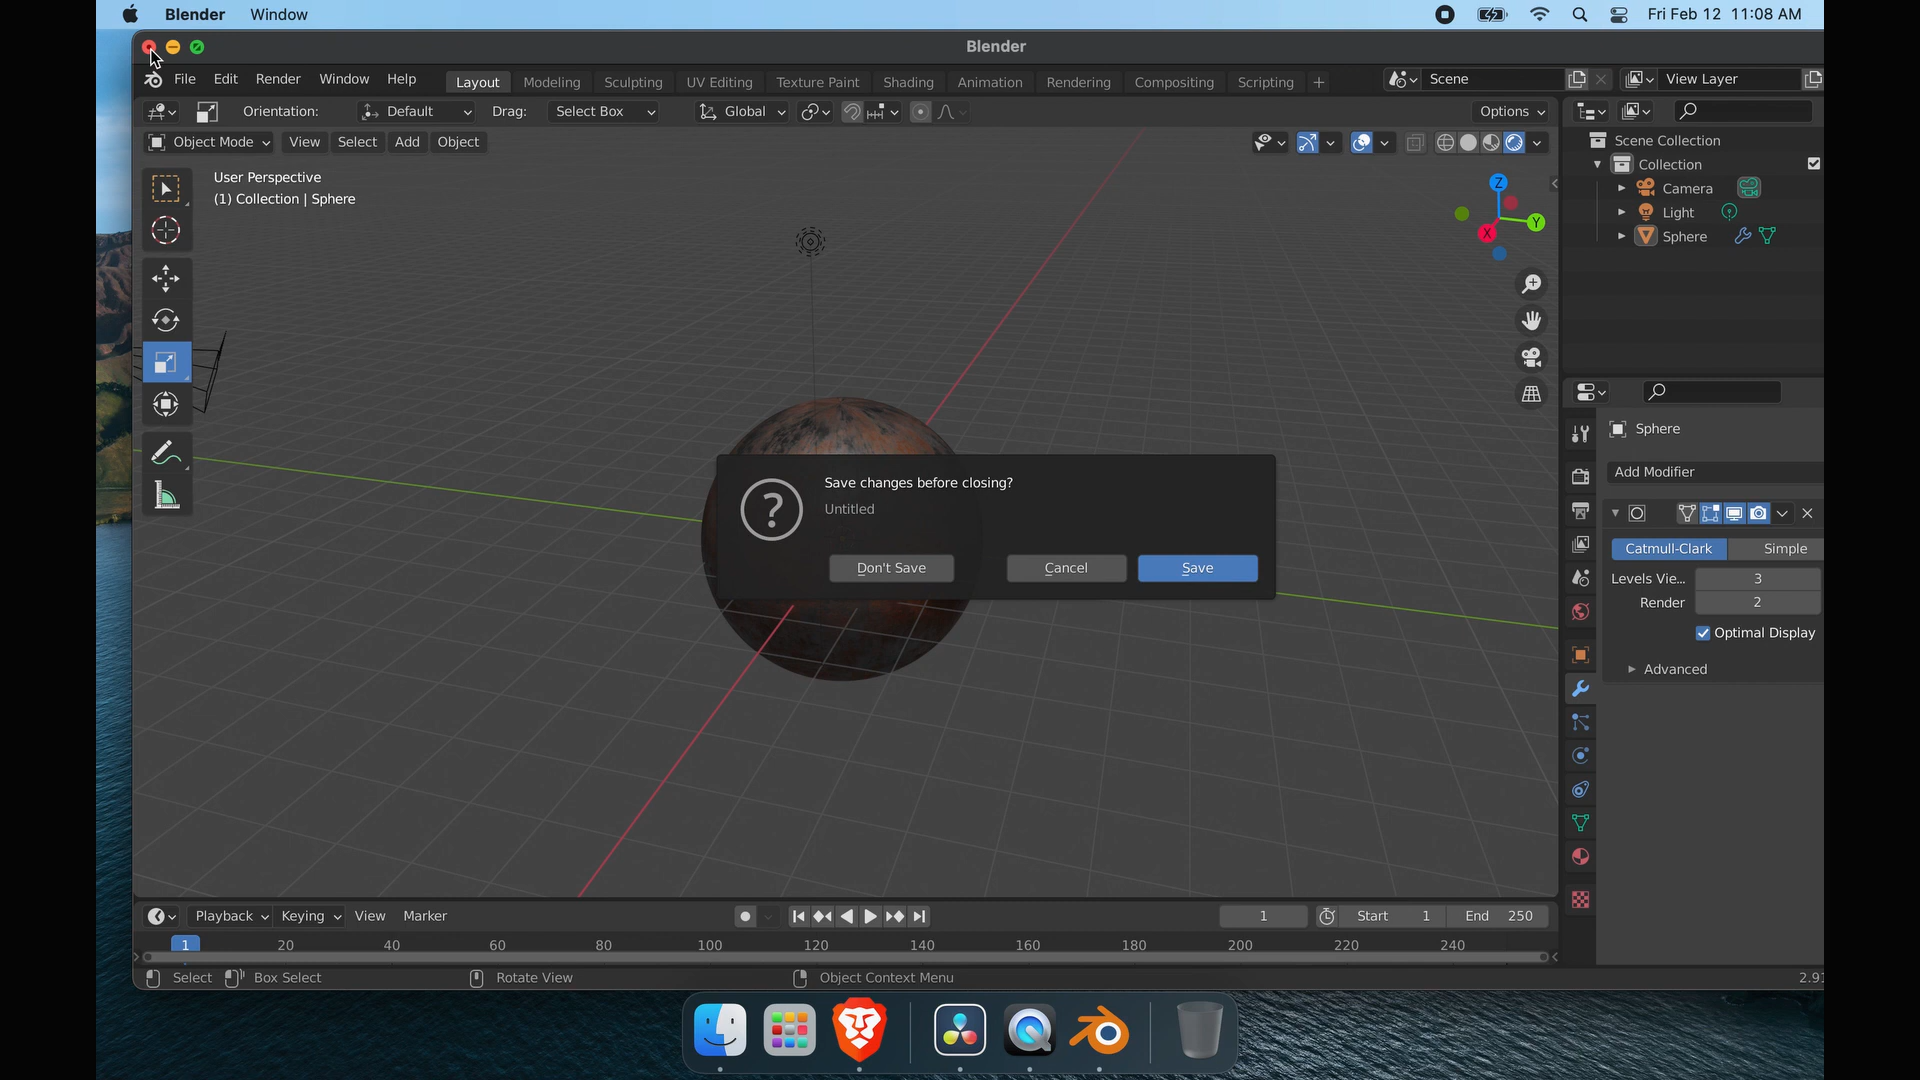 Blender Window
Fri Feb 12 11:08 AM
Blender
File Edit Render Window Help
Layout Modeling Sculpting UV Editing Texture Paint Shading Animation Rendering Compositing Scripting +
Scene
View Layer
Orientation: Default Drag: Select Box Global Options
Object Mode View Select Add Object
User Perspective
(1) Collection | Sphere
Z
Y
X
Scene Collection
Collection
Camera
Light
Sphere
Sphere
Add Modifier
Catmull-Clark Simple
Levels Vie... 3
Render 2
Optimal Display
Advanced
?
Save changes before closing?
Untitled
Don't Save Cancel Save
Playback Keying View Marker
1 Start 1 End 250
1 20 40 60 80 100 120 140 160 180 200 220 240
Select Box Select Rotate View Object Context Menu
2.91